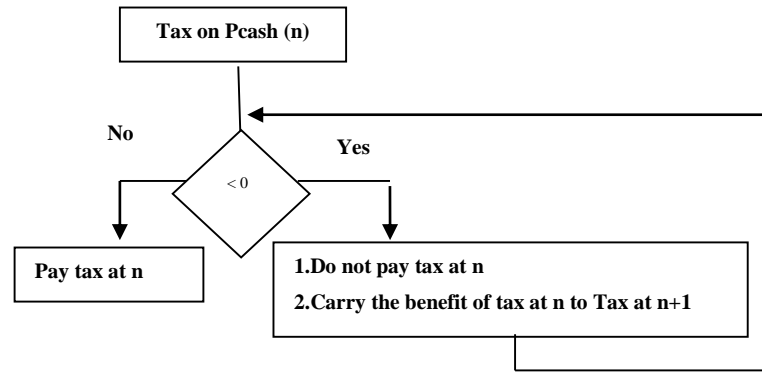 Tax on Pcash (n)
No
Yes
< 0
Pay tax at n
1.Do not pay tax at n
2.Carry the benefit of tax at n to Tax at n+1